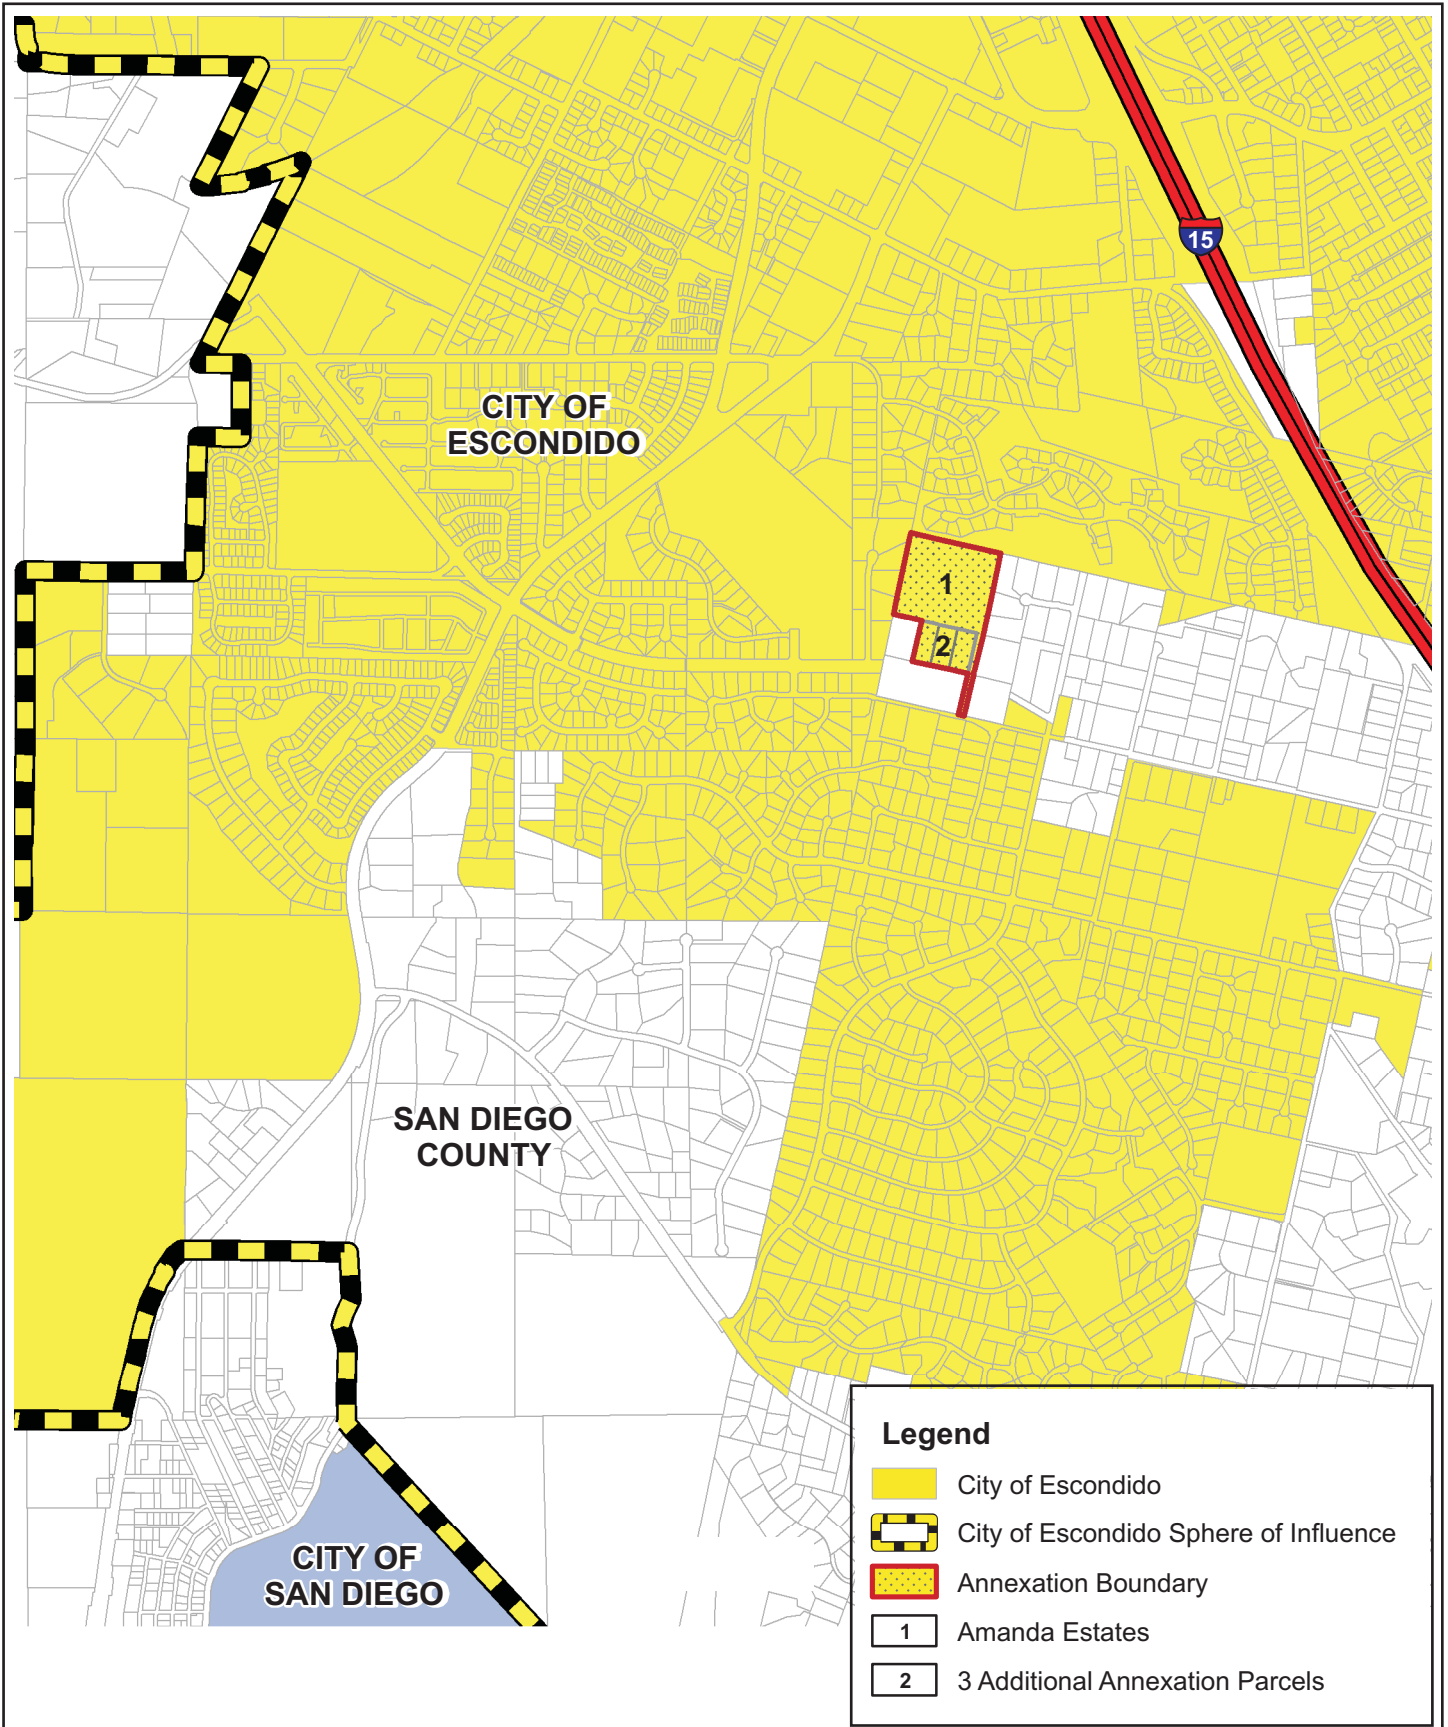 15
CITY OF
ESCONDIDO
1
2
SAN DIEGO
COUNTY
CITY OF
SAN DIEGO
Legend
City of Escondido
City of Escondido Sphere of Influence
Annexation Boundary
1 Amanda Estates
2 3 Additional Annexation Parcels